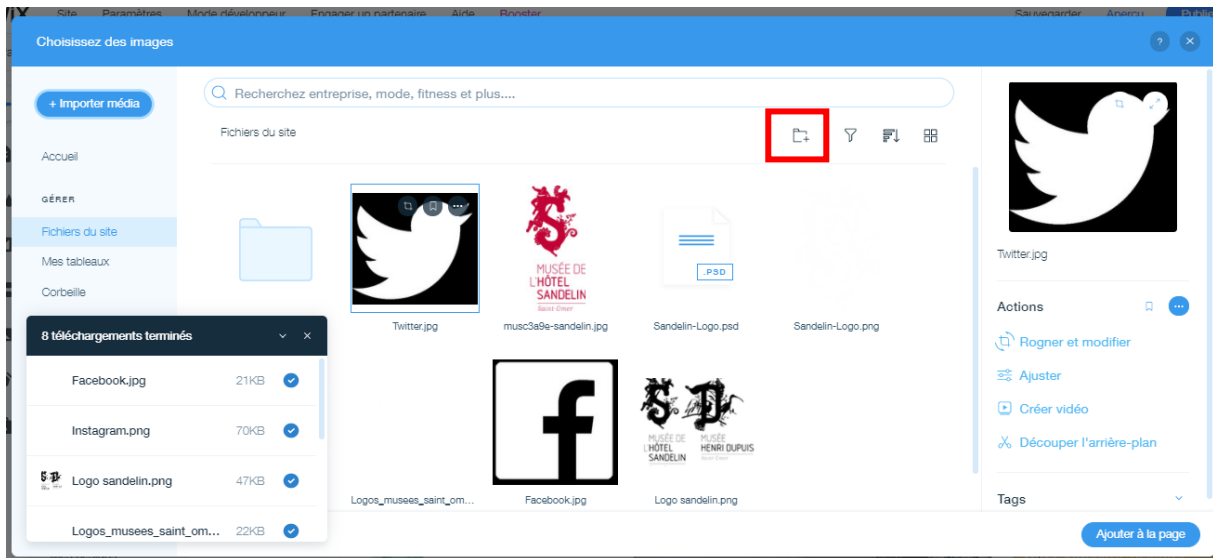 Site Paramètres Mode développeur Engager un partenaire Aide Booster Sauvegarder Aperçu
Choisissez des images
?
+ Importer média
Recherchez entreprise, mode, fitness et plus....
Fichiers du site
Accueil
GÉRER
Fichiers du site
Mes tableaux
Corbeille
MUSÉE DE
L'HÔTEL
SANDELIN
Saint-Omer
.PSD
Twitter.jpg
musc3a9e-sandelin.jpg
Sandelin-Logo.psd
Sandelin-Logo.png
MUSÉE DE
L'HÔTEL
SANDELIN
MUSÉE
HENRI DUPUIS
Logos_musees_saint_om...
Facebook.jpg
Logo sandelin.png
8 téléchargements terminés
Facebook.jpg 21KB
Instagram.png 70KB
Logo sandelin.png 47KB
Logos_musees_saint_om... 22KB
Twitter.jpg
Actions
Rogner et modifier
Ajuster
Créer vidéo
Découper l'arrière-plan
Tags
Ajouter à la page